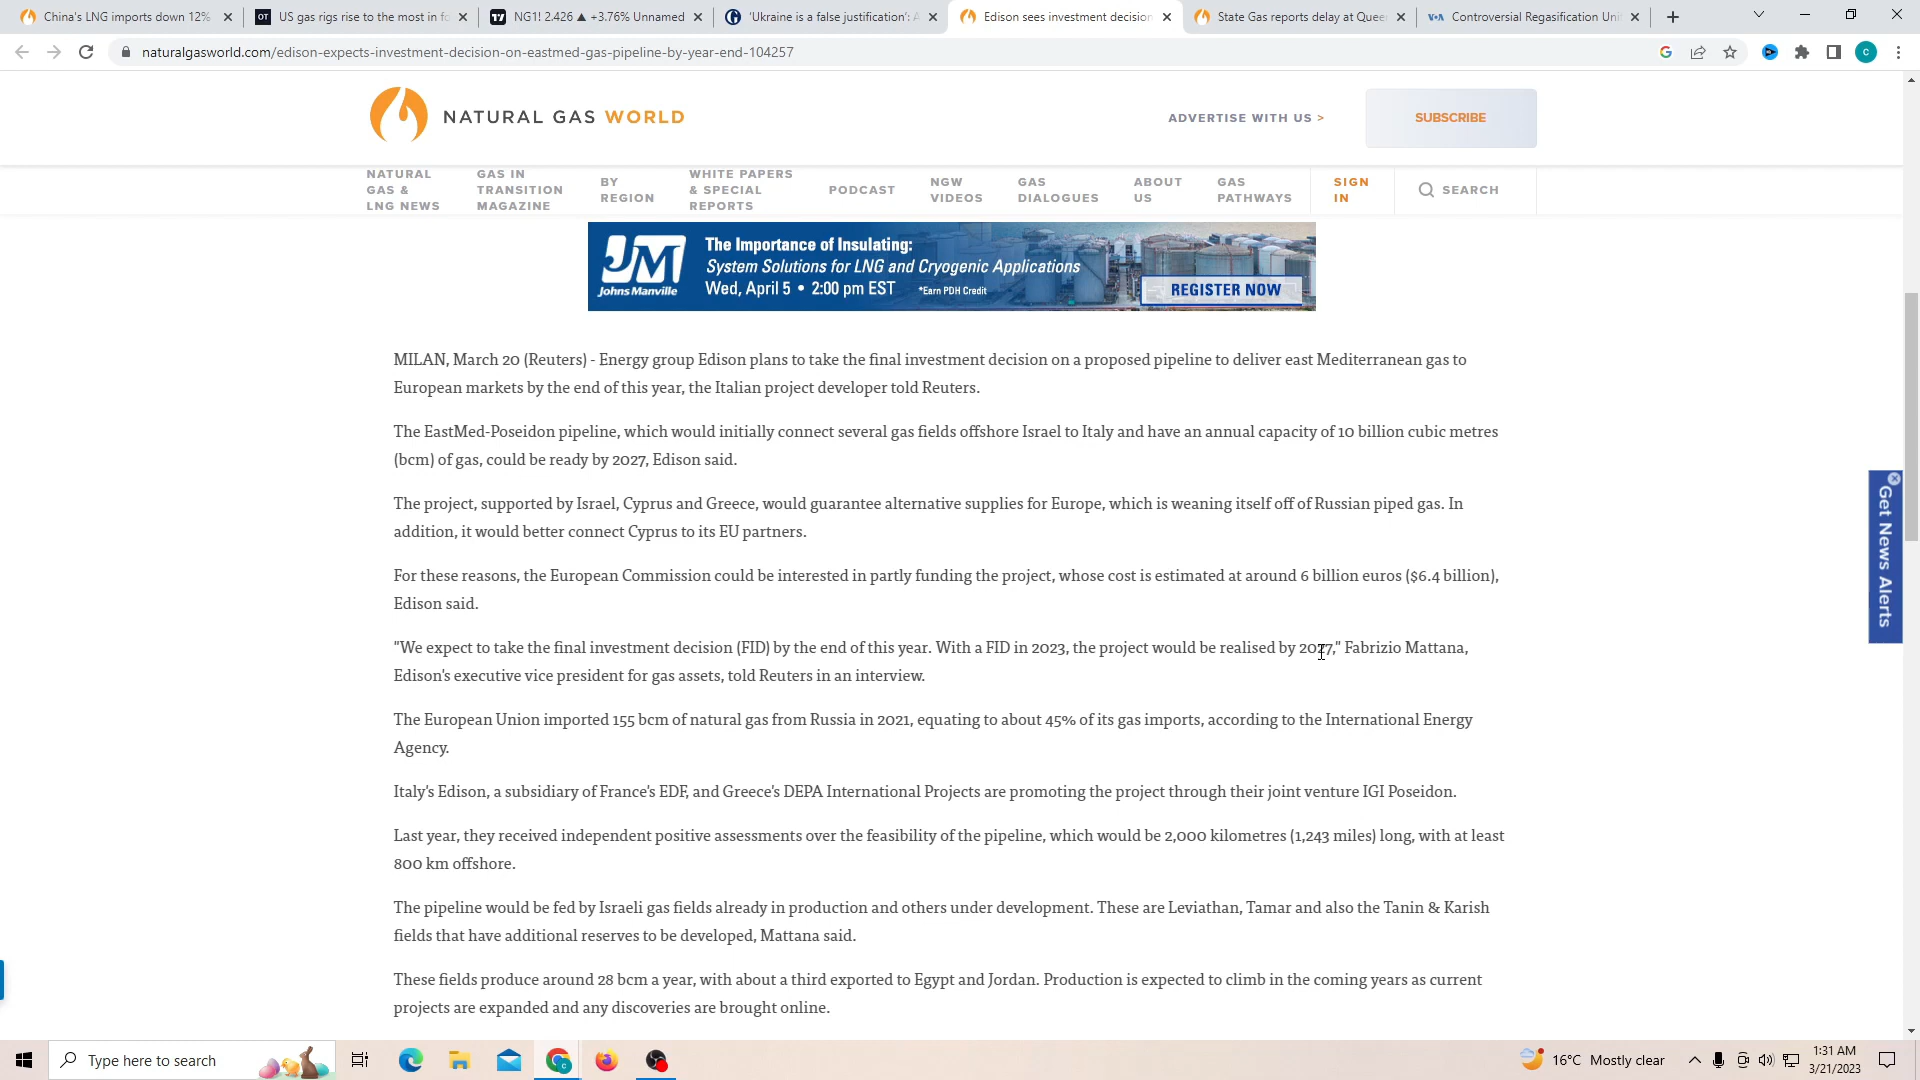 China's LNG imports down 12%
US gas rigs rise to the most in fo
NG1! 2.426 ▲ +3.76% Unnamed
'Ukraine is a false justification': A
Edison sees investment decision
State Gas reports delay at Quee
Controversial Regasification Uni
naturalgasworld.com/edison-expects-investment-decision-on-eastmed-gas-pipeline-by-year-end-104257
NATURAL GAS WORLD
ADVERTISE WITH US >
SUBSCRIBE
NATURAL
GAS &
LNG NEWS
GAS IN
TRANSITION
MAGAZINE
BY
REGION
WHITE PAPERS
& SPECIAL
REPORTS
PODCAST
NGW
VIDEOS
GAS
DIALOGUES
ABOUT
US
GAS
PATHWAYS
SIGN
IN
SEARCH
JM
Johns Manville
The Importance of Insulating:
System Solutions for LNG and Cryogenic Applications
Wed, April 5 • 2:00 pm EST *Earn PDH Credit
REGISTER NOW
MILAN, March 20 (Reuters) - Energy group Edison plans to take the final investment decision on a proposed pipeline to deliver east Mediterranean gas to
European markets by the end of this year, the Italian project developer told Reuters.
The EastMed-Poseidon pipeline, which would initially connect several gas fields offshore Israel to Italy and have an annual capacity of 10 billion cubic metres
(bcm) of gas, could be ready by 2027, Edison said.
The project, supported by Israel, Cyprus and Greece, would guarantee alternative supplies for Europe, which is weaning itself off of Russian piped gas. In
addition, it would better connect Cyprus to its EU partners.
For these reasons, the European Commission could be interested in partly funding the project, whose cost is estimated at around 6 billion euros ($6.4 billion),
Edison said.
"We expect to take the final investment decision (FID) by the end of this year. With a FID in 2023, the project would be realised by 2027," Fabrizio Mattana,
Edison's executive vice president for gas assets, told Reuters in an interview.
The European Union imported 155 bcm of natural gas from Russia in 2021, equating to about 45% of its gas imports, according to the International Energy
Agency.
Italy's Edison, a subsidiary of France's EDF, and Greece's DEPA International Projects are promoting the project through their joint venture IGI Poseidon.
Last year, they received independent positive assessments over the feasibility of the pipeline, which would be 2,000 kilometres (1,243 miles) long, with at least
800 km offshore.
The pipeline would be fed by Israeli gas fields already in production and others under development. These are Leviathan, Tamar and also the Tanin & Karish
fields that have additional reserves to be developed, Mattana said.
These fields produce around 28 bcm a year, with about a third exported to Egypt and Jordan. Production is expected to climb in the coming years as current
projects are expanded and any discoveries are brought online.
Get News Alerts
Type here to search
16°C Mostly clear
1:31 AM
3/21/2023